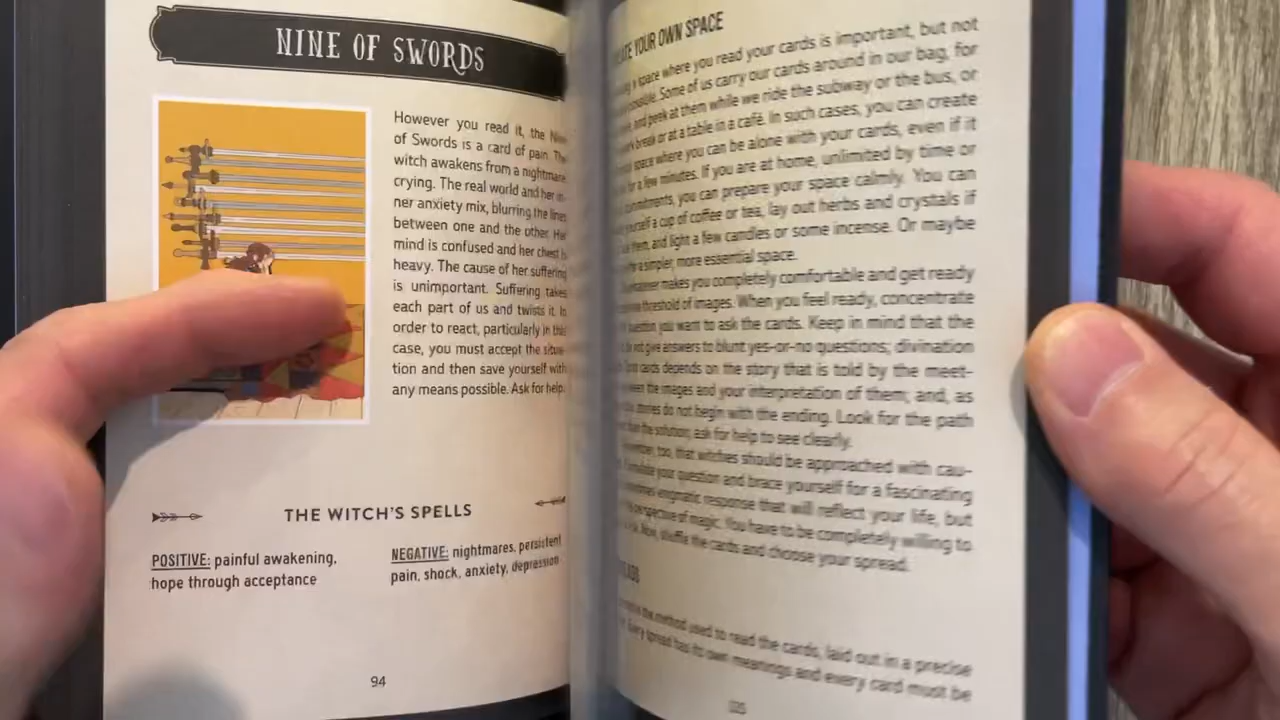 NINE OF SWORDS
However you read it, the
of Swords is a card of pain.
witch awakens from a nightmare
crying. The real world and her in-
ner anxiety mix, blurring the lines
between one and the other. Her
mind is confused and her chest is
heavy. The cause of her suffering
is unimportant. Suffering takes
each part of us and twists it. In
order to react, particularly in this
case, you must accept the situa-
tion and then save yourself with
any means possible. Ask for help.
THE WITCH'S SPELLS
POSITIVE: painful awakening,
hope through acceptance
NEGATIVE: nightmares, persistent
pain, shock, anxiety, depression
94
YOUR OWN SPACE
a space where you read your cards is important, but not
Some of us carry our cards around in our bag, for
and peek at them while we ride the subway or the bus, or
break or at a table in a café. In such cases, you can create
space where you can be alone with your cards, even if it
for a few minutes. If you are at home, unlimited by time or
you can prepare your space calmly. You can
yourself a cup of coffee or tea, lay out herbs and crystals if
them, and light a few candles or some incense. Or maybe
a simpler, more essential space.
makes you completely comfortable and get ready
threshold of images. When you feel ready, concentrate
question you want to ask the cards. Keep in mind that the
not give answers to blunt yes-or-no questions; divination
cards depends on the story that is told by the meet-
the images and your interpretation of them; and, as
stories do not begin with the ending. Look for the path
than the solution; ask for help to see clearly.
too, that witches should be approached with cau-
your question and brace yourself for a fascinating
enigmatic response that will reflect your life, but
perspective of magic. You have to be completely willing to
Now, shuffle the cards and choose your spread.
is the method used to read the cards, laid out in a precise
Every spread has its own meanings and every card must be